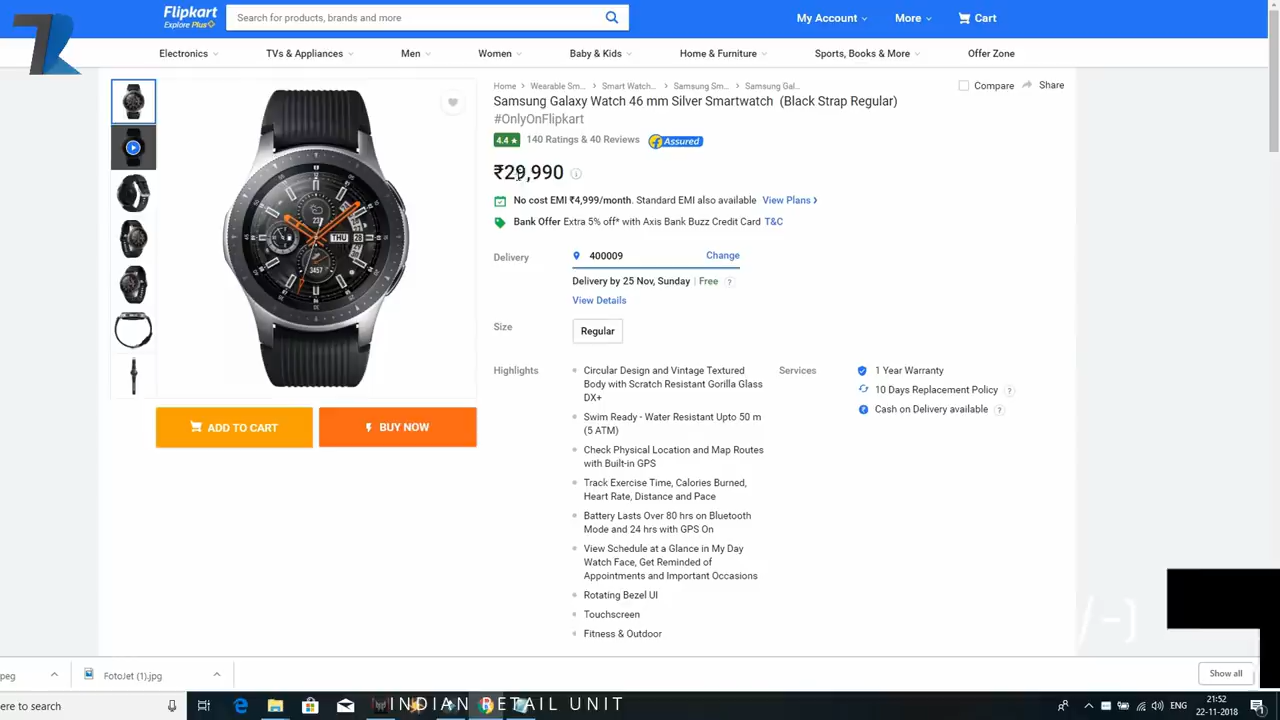 Flipkart
Explore Plus
Search for products, brands and more
My Account
More
Cart
Electronics
TVs & Appliances
Men
Women
Baby & Kids
Home & Furniture
Sports, Books & More
Offer Zone
Home > Wearable Sm... > Smart Watch... > Samsung Sm... > Samsung Gal...
Compare
Share
Samsung Galaxy Watch 46 mm Silver Smartwatch (Black Strap Regular)
#OnlyOnFlipkart
4.4 ★ 140 Ratings & 40 Reviews Assured
₹29,990
No cost EMI ₹4,999/month. Standard EMI also available View Plans >
Bank Offer Extra 5% off* with Axis Bank Buzz Credit Card T&C
THU 28
3457
Delivery
400009
Change
Delivery by 25 Nov, Sunday | Free ?
View Details
Size
Regular
Highlights
Circular Design and Vintage Textured
Body with Scratch Resistant Gorilla Glass
DX+
Swim Ready - Water Resistant Upto 50 m
(5 ATM)
Check Physical Location and Map Routes
with Built-in GPS
Track Exercise Time, Calories Burned,
Heart Rate, Distance and Pace
Battery Lasts Over 80 hrs on Bluetooth
Mode and 24 hrs with GPS On
View Schedule at a Glance in My Day
Watch Face, Get Reminded of
Appointments and Important Occasions
Rotating Bezel UI
Touchscreen
Fitness & Outdoor
Services
1 Year Warranty
10 Days Replacement Policy ?
Cash on Delivery available ?
ADD TO CART
BUY NOW
/-)
peg
FotoJet (1).jpg
Show all
ere to search
INDIAN RETAIL UNIT
ENG
21:52
22-11-2018